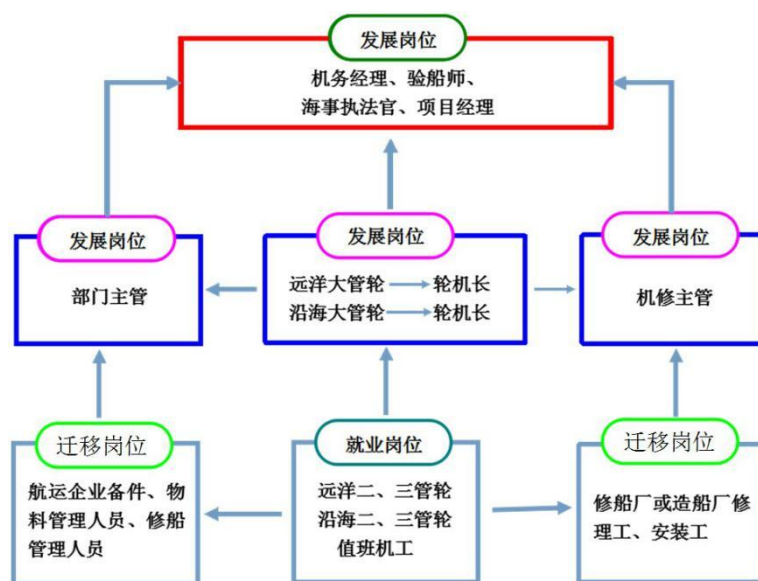 发展岗位
机务经理、验船师、
海事执法官、项目经理
发展岗位
部门主管
发展岗位
远洋大管轮 轮机长
沿海大管轮 轮机长
发展岗位
机修主管
迁移岗位
航运企业备件、物
料管理人员、修船
管理人员
就业岗位
远洋二、三管轮
沿海二、三管轮
值班机工
迁移岗位
修船厂或造船厂修
理工、安装工